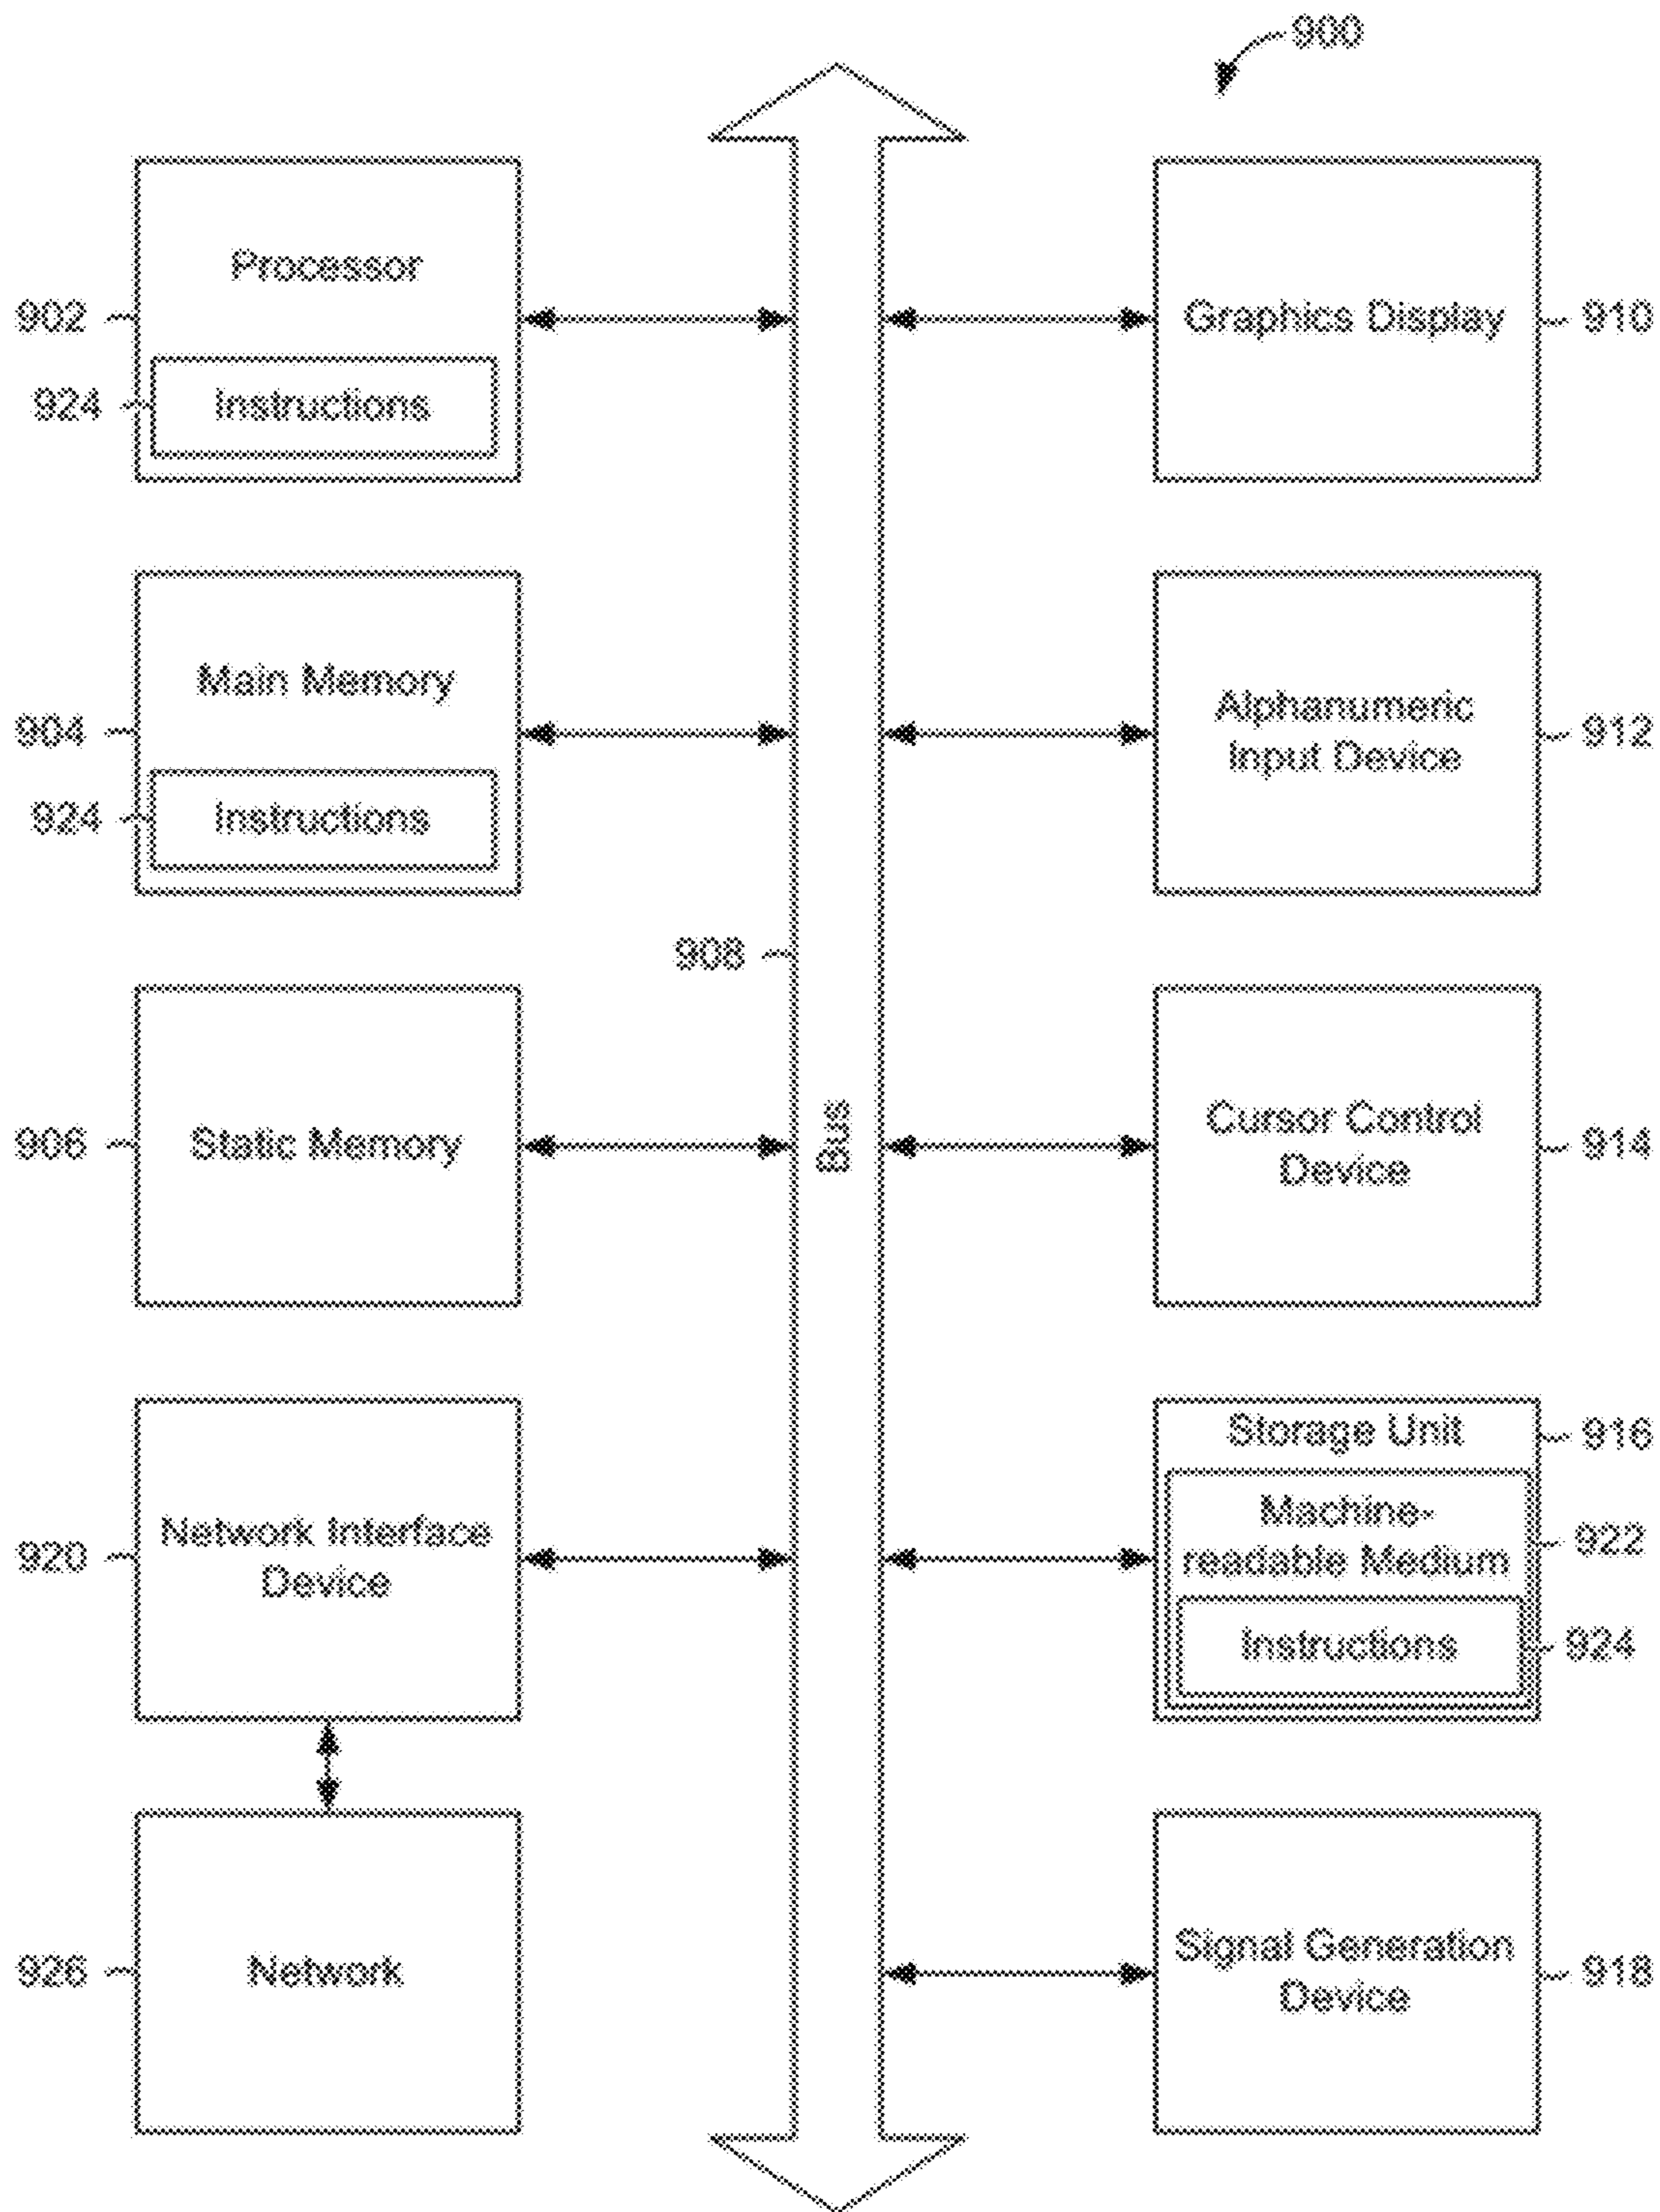 900
Processor
902
924
Instructions
Graphics Display
910
Main Memory
904
924
Instructions
Alphanumeric
Input Device
912
908
Bus
906
Static Memory
Cursor Control
Device
914
920
Network Interface
Device
Storage Unit
916
Machine-
readable Medium
922
Instructions
924
926
Network
Signal Generation
Device
918